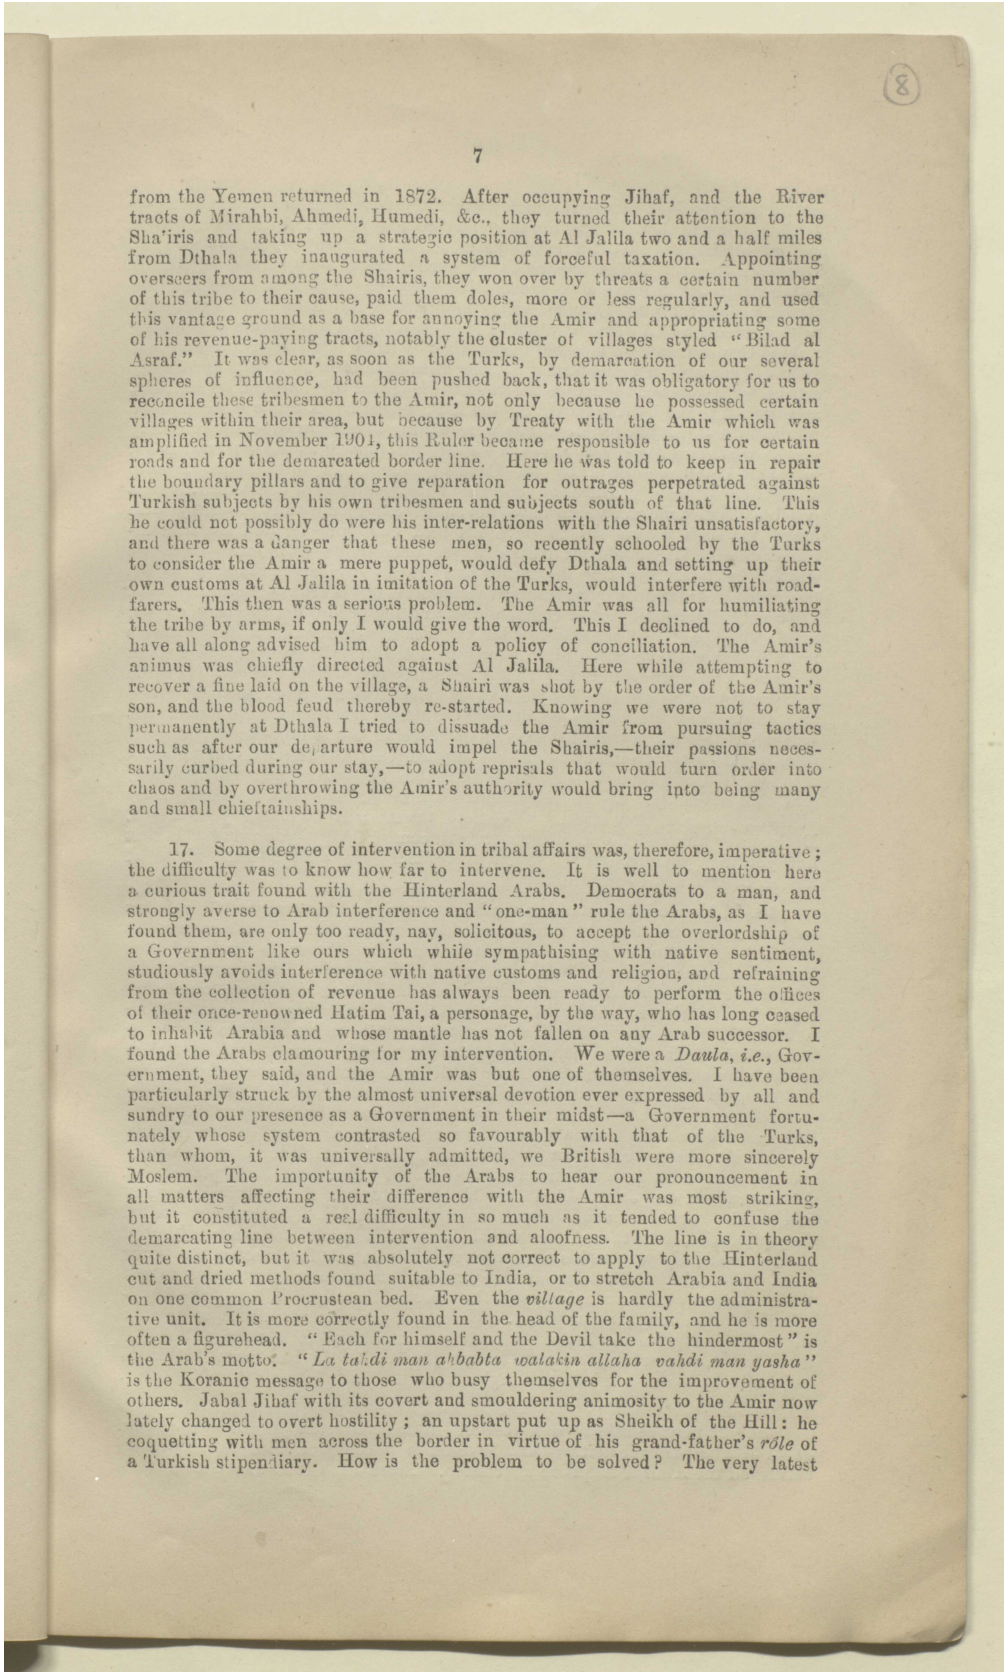 8
7
from the Yemen returned in 1872. After occupying Jihaf, and the River
tracts of Mirahbi, Ahmedi, Humedi, &c., they turned their attention to the
Sha'iris and taking up a strategic position at Al Jalila two and a half miles
from Dthala they inaugurated a system of forceful taxation. Appointing
overseers from among the Shairis, they won over by threats a certain number
of this tribe to their cause, paid them doles, more or less regularly, and used
this vantage ground as a base for annoying the Amir and appropriating some
of his revenue-paying tracts, notably the cluster of villages styled “Bilad al
Asraf.” It was clear, as soon as the Turks, by demarcation of our several
spheres of influence, had been pushed back, that it was obligatory for us to
reconcile these tribesmen to the Amir, not only because he possessed certain
villages within their area, but because by Treaty with the Amir which was
amplified in November 1904, this Ruler became responsible to us for certain
roads and for the demarcated border line. Here he was told to keep in repair
the boundary pillars and to give reparation for outrages perpetrated against
Turkish subjects by his own tribesmen and subjects south of that line. This
he could not possibly do were his inter-relations with the Shairi unsatisfactory,
and there was a danger that these men, so recently schooled by the Turks
to consider the Amir a mere puppet, would defy Dthala and setting up their
own customs at Al Jalila in imitation of the Turks, would interfere with road-
farers. This then was a serious problem. The Amir was all for humiliating
the tribe by arms, if only I would give the word. This I declined to do, and
have all along advised him to adopt a policy of conciliation. The Amir's
animus was chiefly directed against Al Jalila. Here while attempting to
recover a fine laid on the village, a Shairi was shot by the order of the Amir's
son, and the blood feud thereby re-started. Knowing we were not to stay
permanently at Dthala I tried to dissuade the Amir from pursuing tactics
such as after our departure would impel the Shairis,—their passions neces-
sarily curbed during our stay,—to adopt reprisals that would turn order into
chaos and by overthrowing the Amir's authority would bring into being many
and small chieftainships.
17. Some degree of intervention in tribal affairs was, therefore, imperative;
the difficulty was to know how far to intervene. It is well to mention here
a curious trait found with the Hinterland Arabs. Democrats to a man, and
strongly averse to Arab interference and “one-man” rule the Arabs, as I have
found them, are only too ready, nay, solicitous, to accept the overlordship of
a Government like ours which while sympathising with native sentiment,
studiously avoids interference with native customs and religion, and refraining
from the collection of revenue has always been ready to perform the offices
of their once-renowned Hatim Tai, a personage, by the way, who has long ceased
to inhabit Arabia and whose mantle has not fallen on any Arab successor. I
found the Arabs clamouring for my intervention. We were a Daula, i.e., Gov-
ernment, they said, and the Amir was but one of themselves. I have been
particularly struck by the almost universal devotion ever expressed by all and
sundry to our presence as a Government in their midst—a Government fortu-
nately whose system contrasted so favourably with that of the Turks,
than whom, it was universally admitted, we British were more sincerely
Moslem. The importunity of the Arabs to hear our pronouncement in
all matters affecting their difference with the Amir was most striking,
but it constituted a real difficulty in so much as it tended to confuse the
demarcating line between intervention and aloofness. The line is in theory
quite distinct, but it was absolutely not correct to apply to the Hinterland
cut and dried methods found suitable to India, or to stretch Arabia and India
on one common Procrustean bed. Even the village is hardly the administra-
tive unit. It is more correctly found in the head of the family, and he is more
often a figurehead. “Each for himself and the Devil take the hindermost” is
the Arab's motto. “La tahdi man ahbabta walakin allaha vahdi man yasha”
is the Koranic message to those who busy themselves for the improvement of
others. Jabal Jihaf with its covert and smouldering animosity to the Amir now
lately changed to overt hostility; an upstart put up as Sheikh of the Hill: he
coquetting with men across the border in virtue of his grand-father's rôle of
a Turkish stipendiary. How is the problem to be solved? The very latest